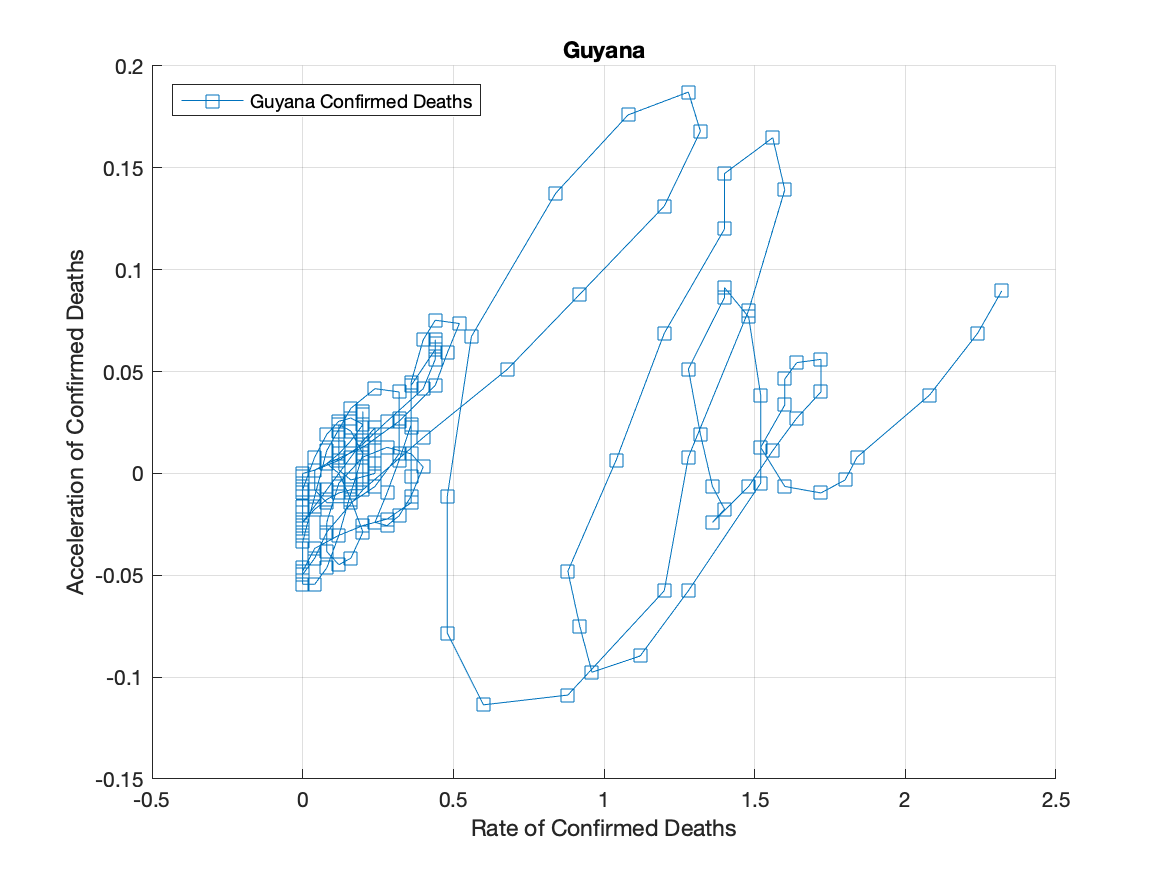 Guyana
Guyana Confirmed Deaths
0.2
0.15
0.1
0.05
0
-0.05
-0.1
-0.15
Acceleration of Confirmed Deaths
-0.5 0 0.5 1 1.5 2 2.5
Rate of Confirmed Deaths